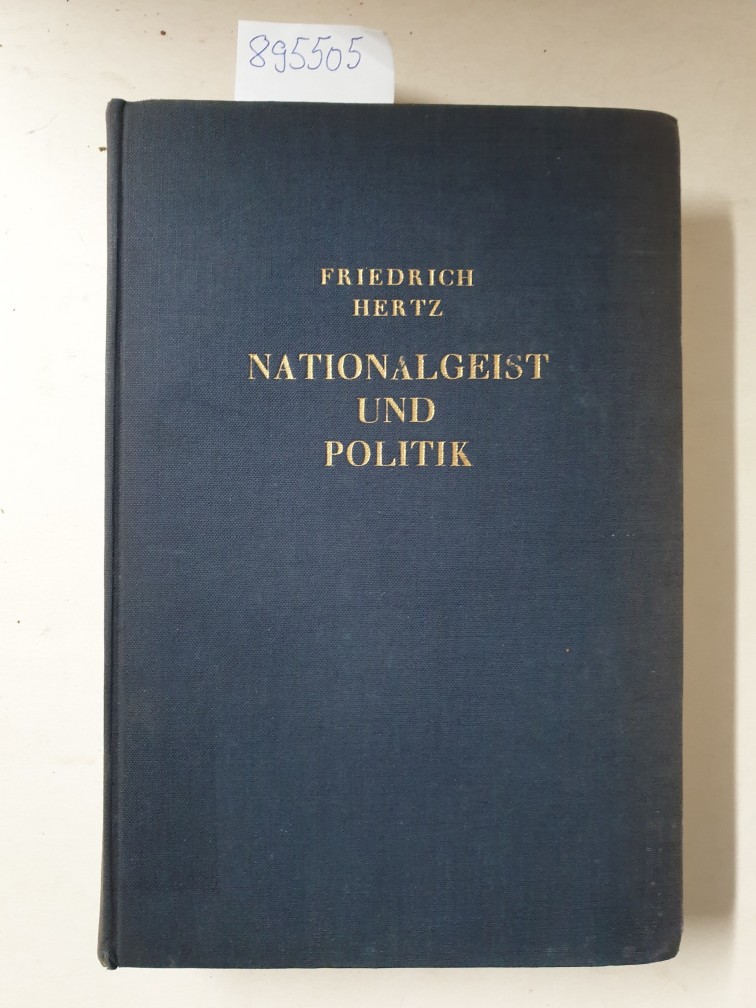 895505
FRIEDRICH
HERTZ
NATIONALGEIST
UND
POLITIK